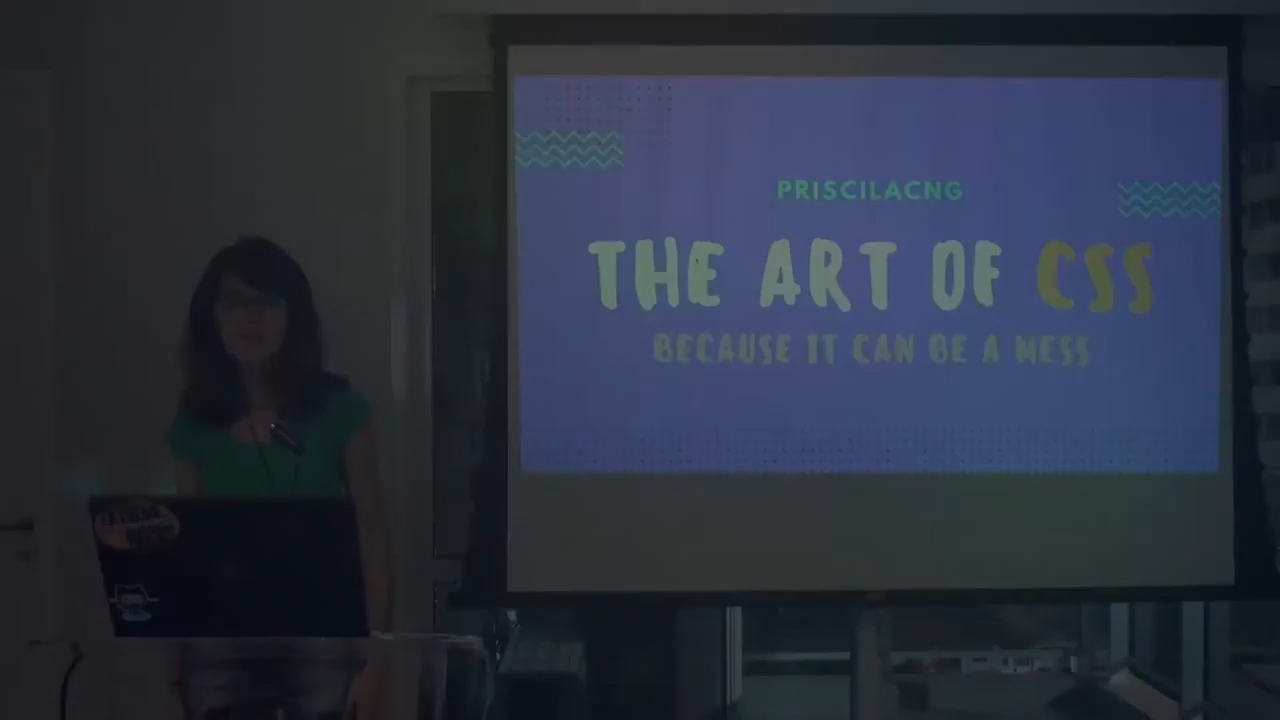 PRISCILACNG
THE ART OF CSS
BECAUSE IT CAN BE A MESS